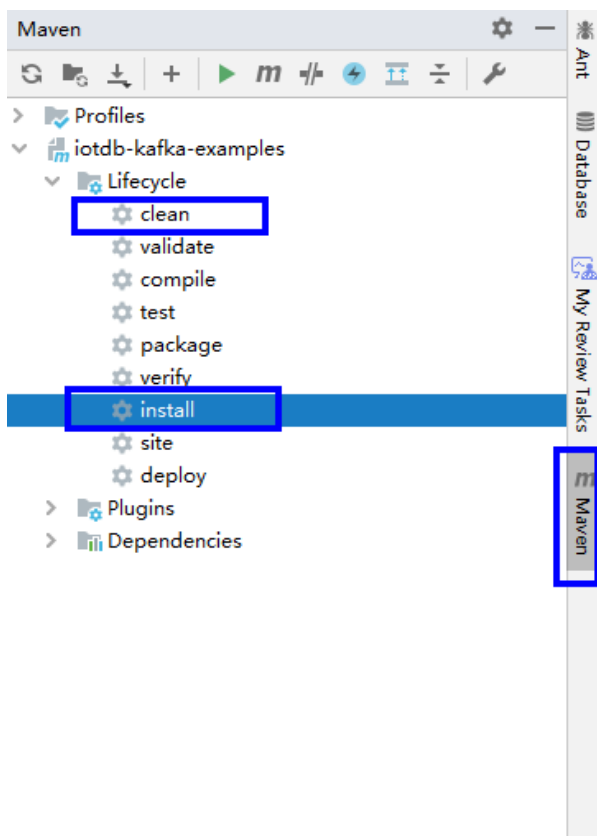 Maven
m
Profiles
iotdb-kafka-examples
Lifecycle
clean
validate
compile
test
package
verify
install
site
deploy
Plugins
Dependencies
Ant
Database
My Review Tasks
m Maven